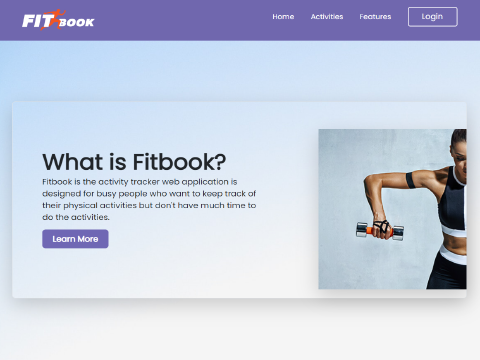 FITBOOK
Home
Activities
Features
Login
What is Fitbook?
Fitbook is the activity tracker web application is
designed for busy people who want to keep track of
their physical activities but don't have much time to
do the activities.
Learn More